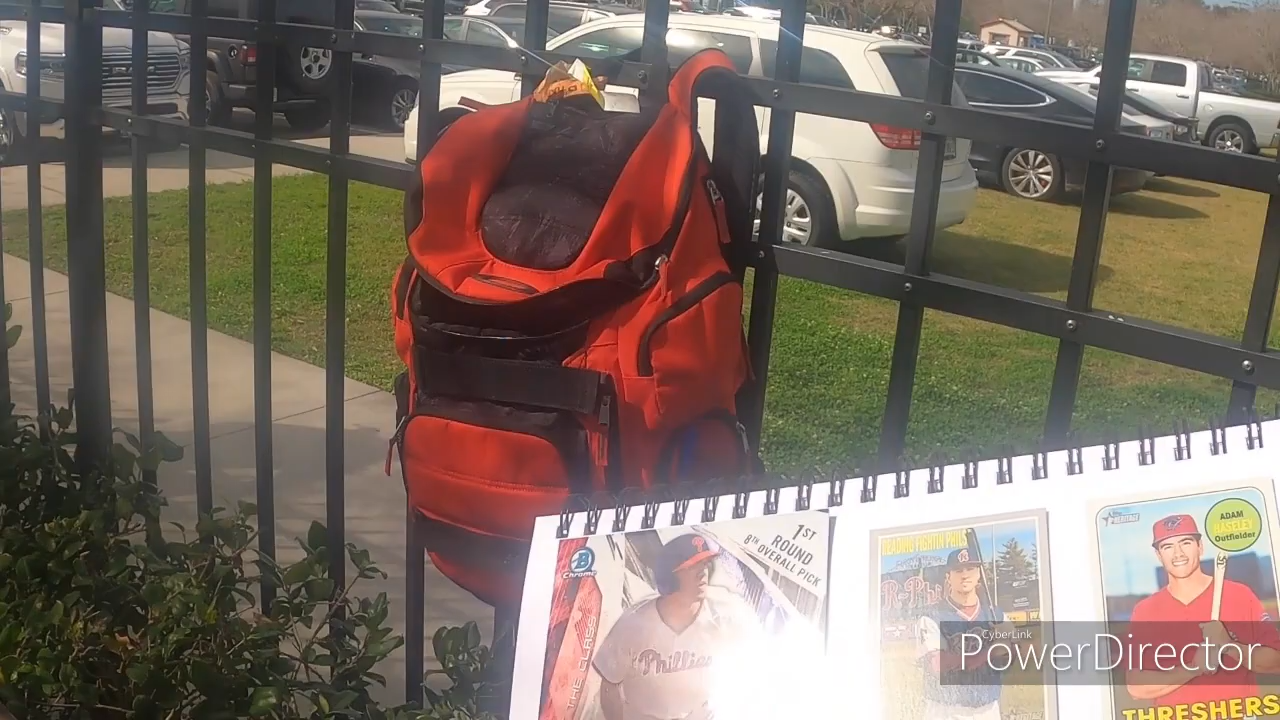 1ST
ROUND
8TH OVERALL PICK
Chrome
THE CLASS
Phillies
READING FIGHTIN PHILS
R-Phi
HERITAGE
ADAM
HASELEY
Outfielder
THRESHERS
CyberLink
PowerDirector